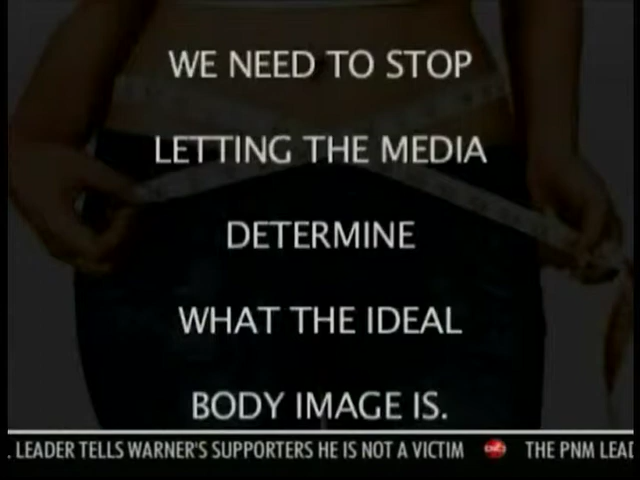 WE NEED TO STOP
LETTING THE MEDIA
DETERMINE
WHAT THE IDEAL
BODY IMAGE IS.
. LEADER TELLS WARNER'S SUPPORTERS HE IS NOT A VICTIM THE PNM LEAD